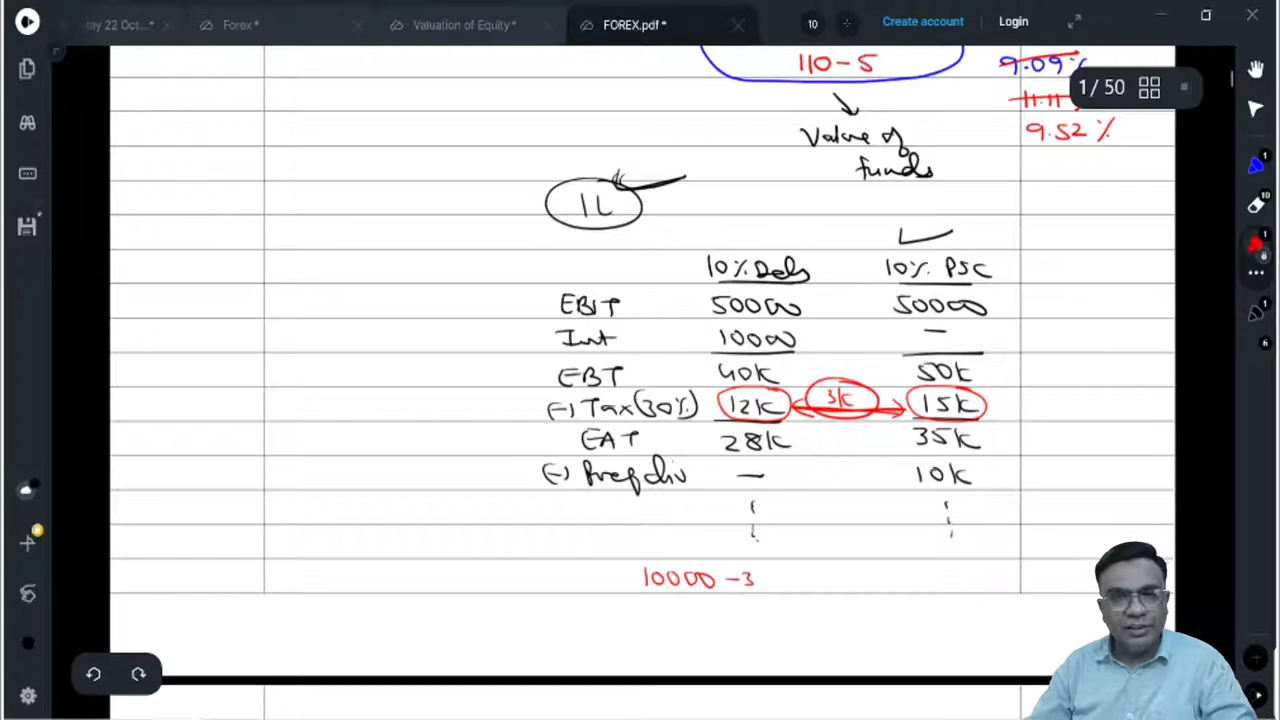 ay 22 Oct...* Forex* Valuation of Equity* FOREX.pdf* 10 Create account Login
110-5 9.09% 1 / 50
11.11%
9.52 %
Value of
funds
1L
10% Debs 10% PSC
EBIT 50000 50000
Int 10000 —
EBT 40K 50K
(-) Tax (30%) 12K 3K 15K
EAT 28K 35K
(-) Pref div — 10K
10000 -3